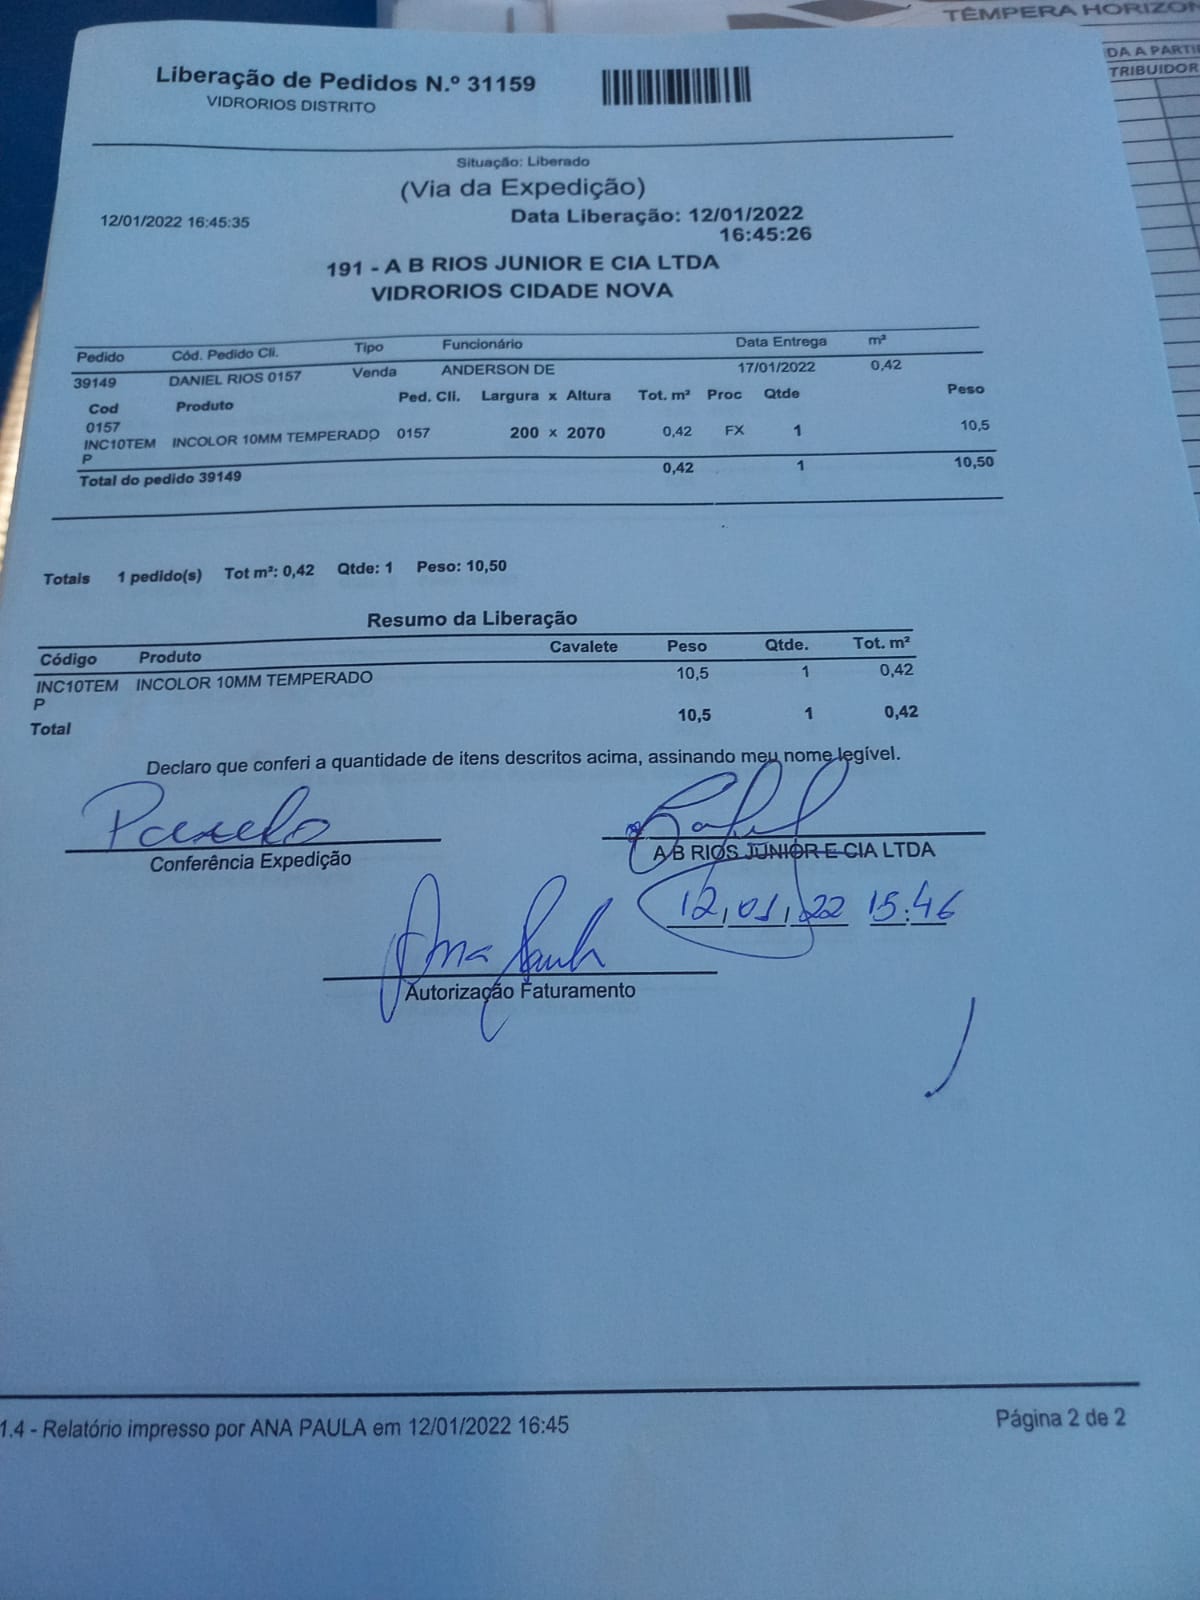 TÊMPERA HORIZON
DA A PARTI
TRIBUIDOR
Liberação de Pedidos N.º 31159
VIDRORIOS DISTRITO
Situação: Liberado
(Via da Expedição)
12/01/2022 16:45:35
Data Liberação: 12/01/2022
16:45:26
191 - A B RIOS JUNIOR E CIA LTDA
VIDRORIOS CIDADE NOVA
Pedido Cód. Pedido Cli. Tipo Funcionário Data Entrega m²
39149 DANIEL RIOS 0157 Venda ANDERSON DE 17/01/2022 0,42
Cod Produto Ped. Cli. Largura x Altura Tot. m² Proc Qtde Peso
0157
INC10TEM INCOLOR 10MM TEMPERADO 0157 200 x 2070 0,42 FX 1 10,5
P
Total do pedido 39149 0,42 1 10,50
Totais 1 pedido(s) Tot m²: 0,42 Qtde: 1 Peso: 10,50
Resumo da Liberação
Código Produto Cavalete Peso Qtde. Tot. m²
INC10TEM INCOLOR 10MM TEMPERADO 10,5 1 0,42
P
Total 10,5 1 0,42
Declaro que conferi a quantidade de itens descritos acima, assinando meu nome legível.
Conferência Expedição
A B RIOS JUNIOR E CIA LTDA
12,01,22 15:46
Ana Paula
Autorização Faturamento
1.4 - Relatório impresso por ANA PAULA em 12/01/2022 16:45
Página 2 de 2